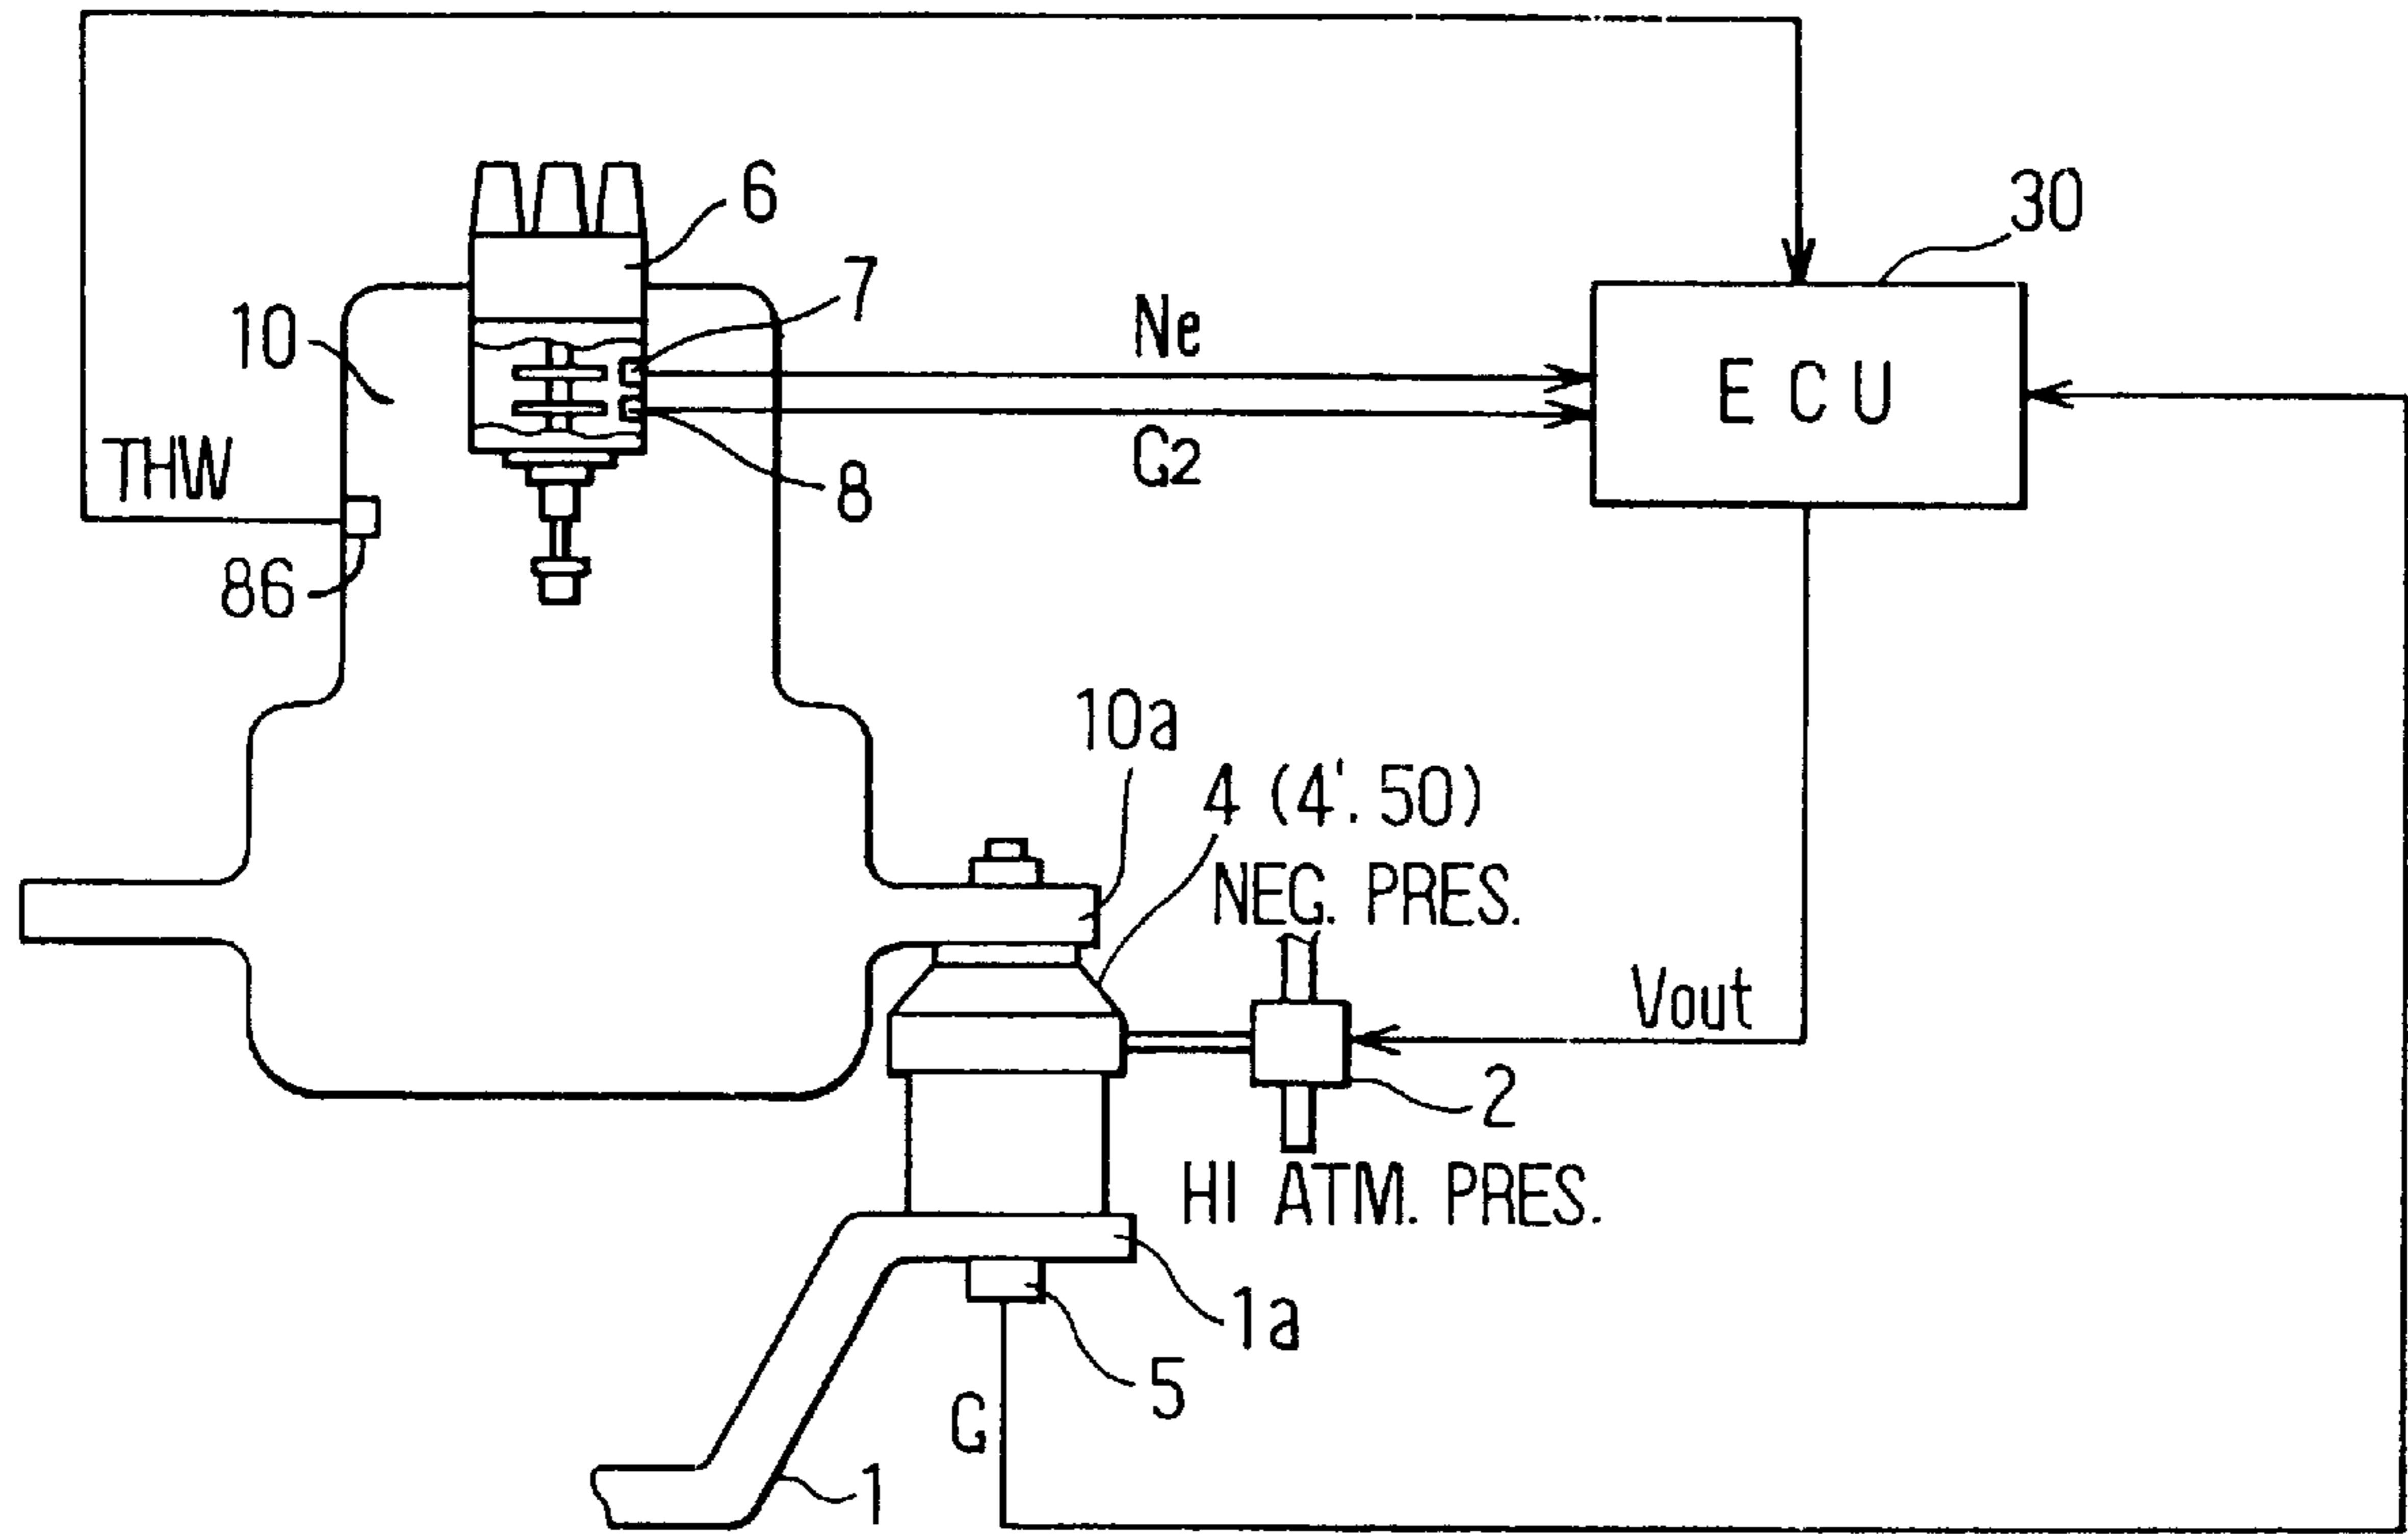 6
30
7
10
Ne
E C U
THW
G2
8
86
10a
4 (4'. 50)
NEG. PRES.
Vout
2
HI ATM. PRES.
1a
5
G
1